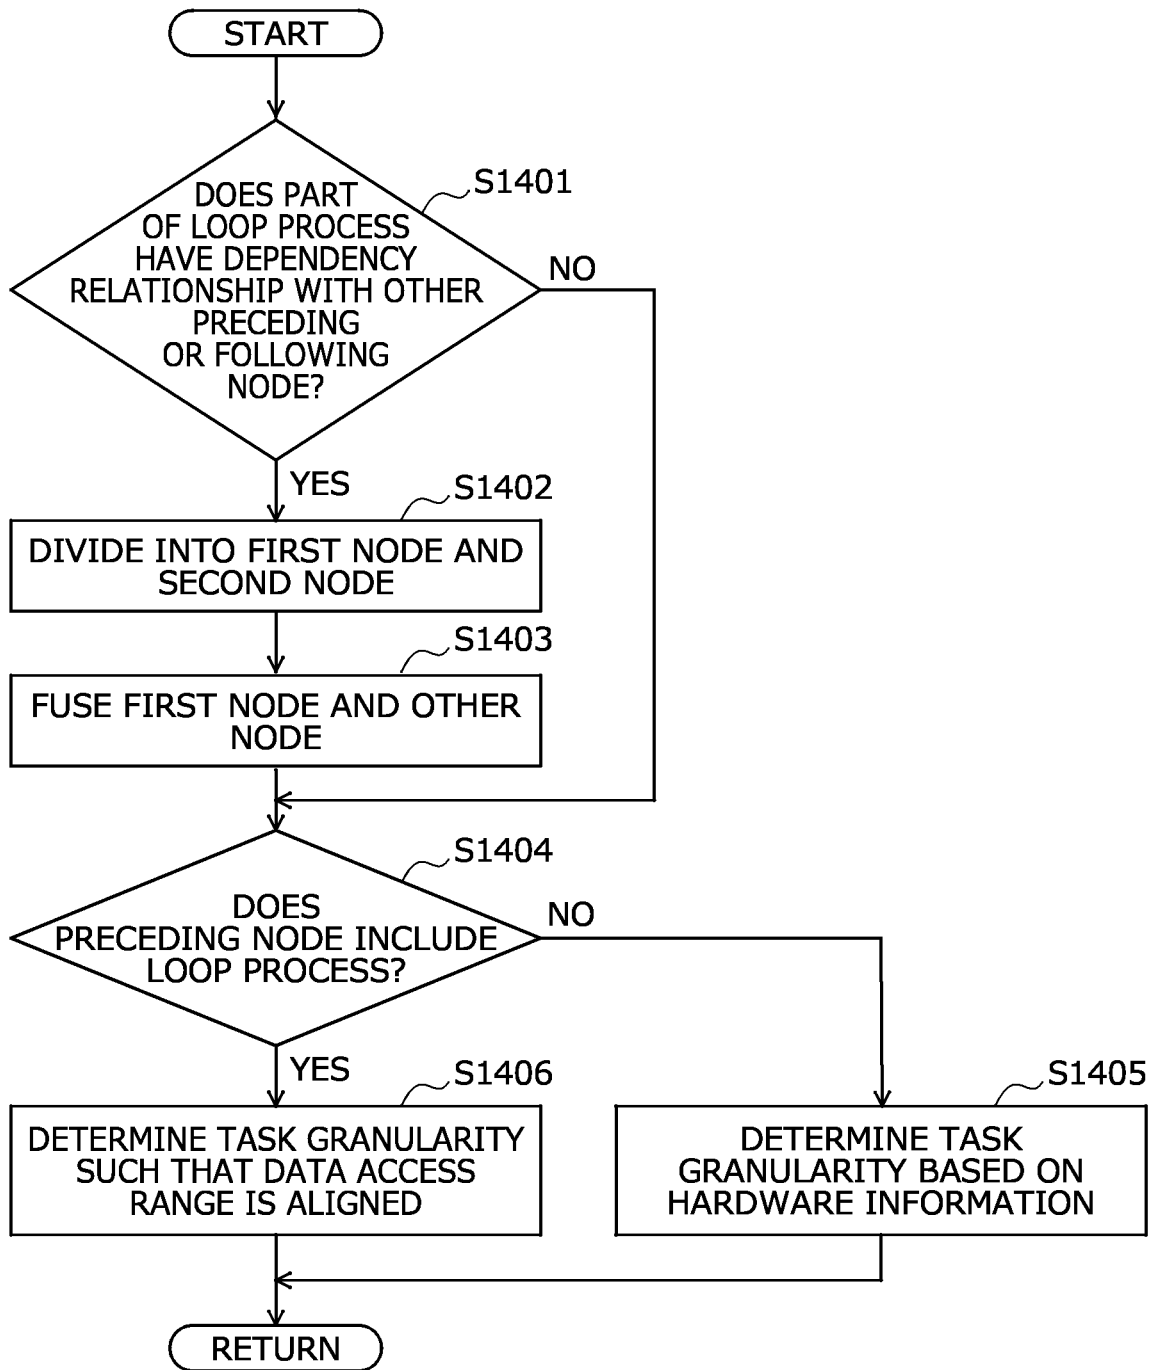 START
S1401
DOES PART
OF LOOP PROCESS
HAVE DEPENDENCY
RELATIONSHIP WITH OTHER
PRECEDING
OR FOLLOWING
NODE?
NO
YES
S1402
DIVIDE INTO FIRST NODE AND
SECOND NODE
S1403
FUSE FIRST NODE AND OTHER
NODE
S1404
DOES
PRECEDING NODE INCLUDE
LOOP PROCESS?
NO
YES
S1406
DETERMINE TASK GRANULARITY
SUCH THAT DATA ACCESS
RANGE IS ALIGNED
S1405
DETERMINE TASK
GRANULARITY BASED ON
HARDWARE INFORMATION
RETURN